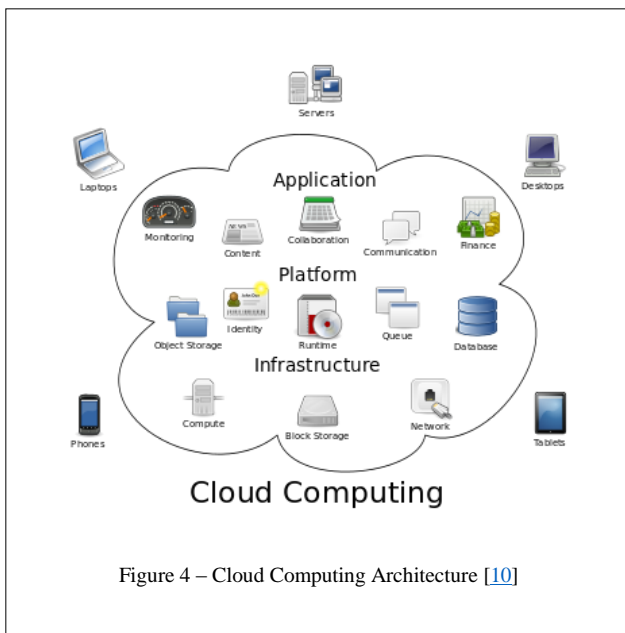 Servers
Laptops
Desktops
Application
Monitoring
Content
NEWS
Collaboration
Communication
Finance
Platform
Object Storage
Identity
Runtime
Queue
Database
Infrastructure
Compute
Block Storage
Network
Phones
Tablets
Cloud Computing
Figure 4 – Cloud Computing Architecture [10]